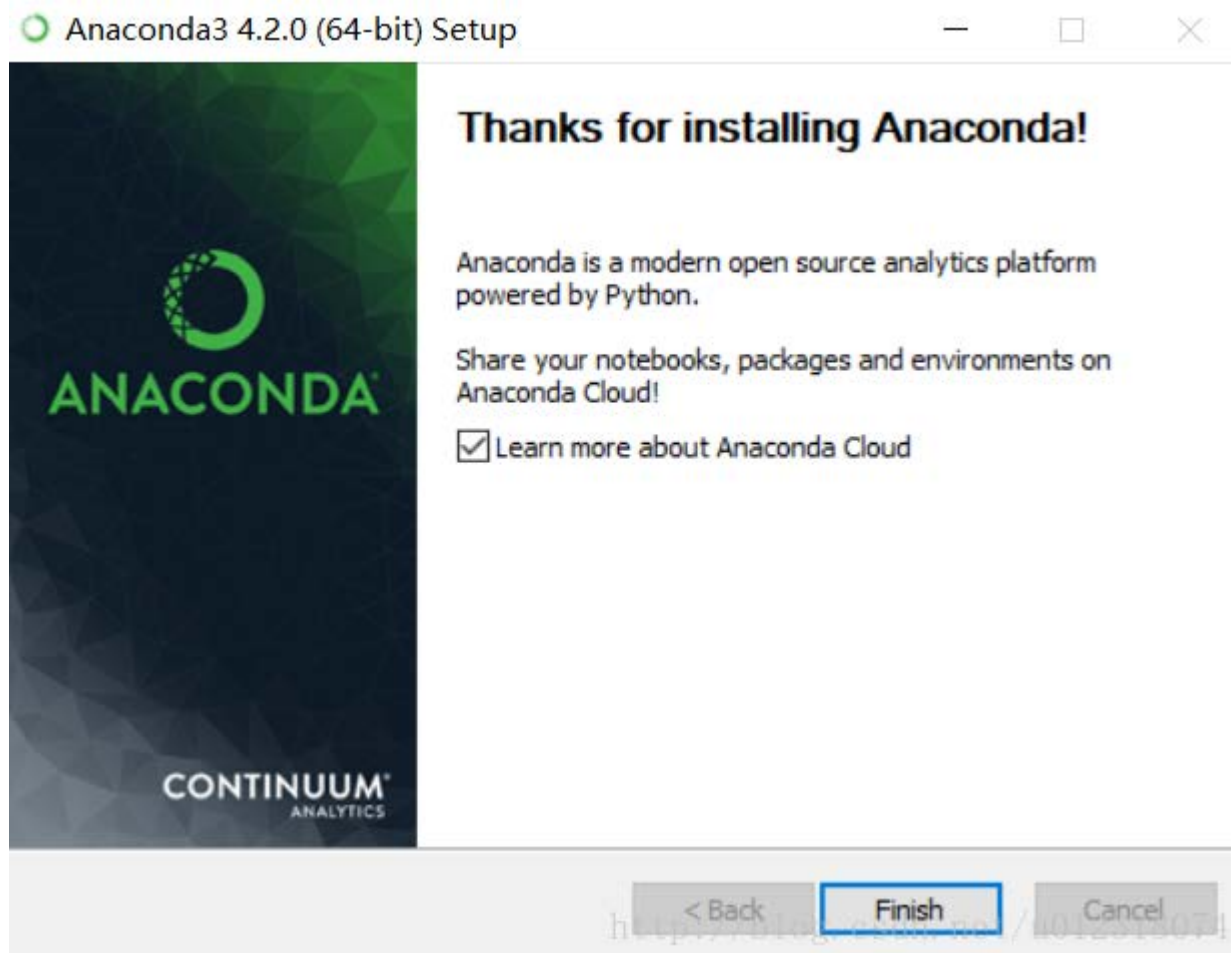 Anaconda3 4.2.0 (64-bit) Setup
Thanks for installing Anaconda!
Anaconda is a modern open source analytics platform
powered by Python.
Share your notebooks, packages and environments on
Anaconda Cloud!
Learn more about Anaconda Cloud
ANACONDA
CONTINUUM
ANALYTICS
< Back
Finish
Cancel